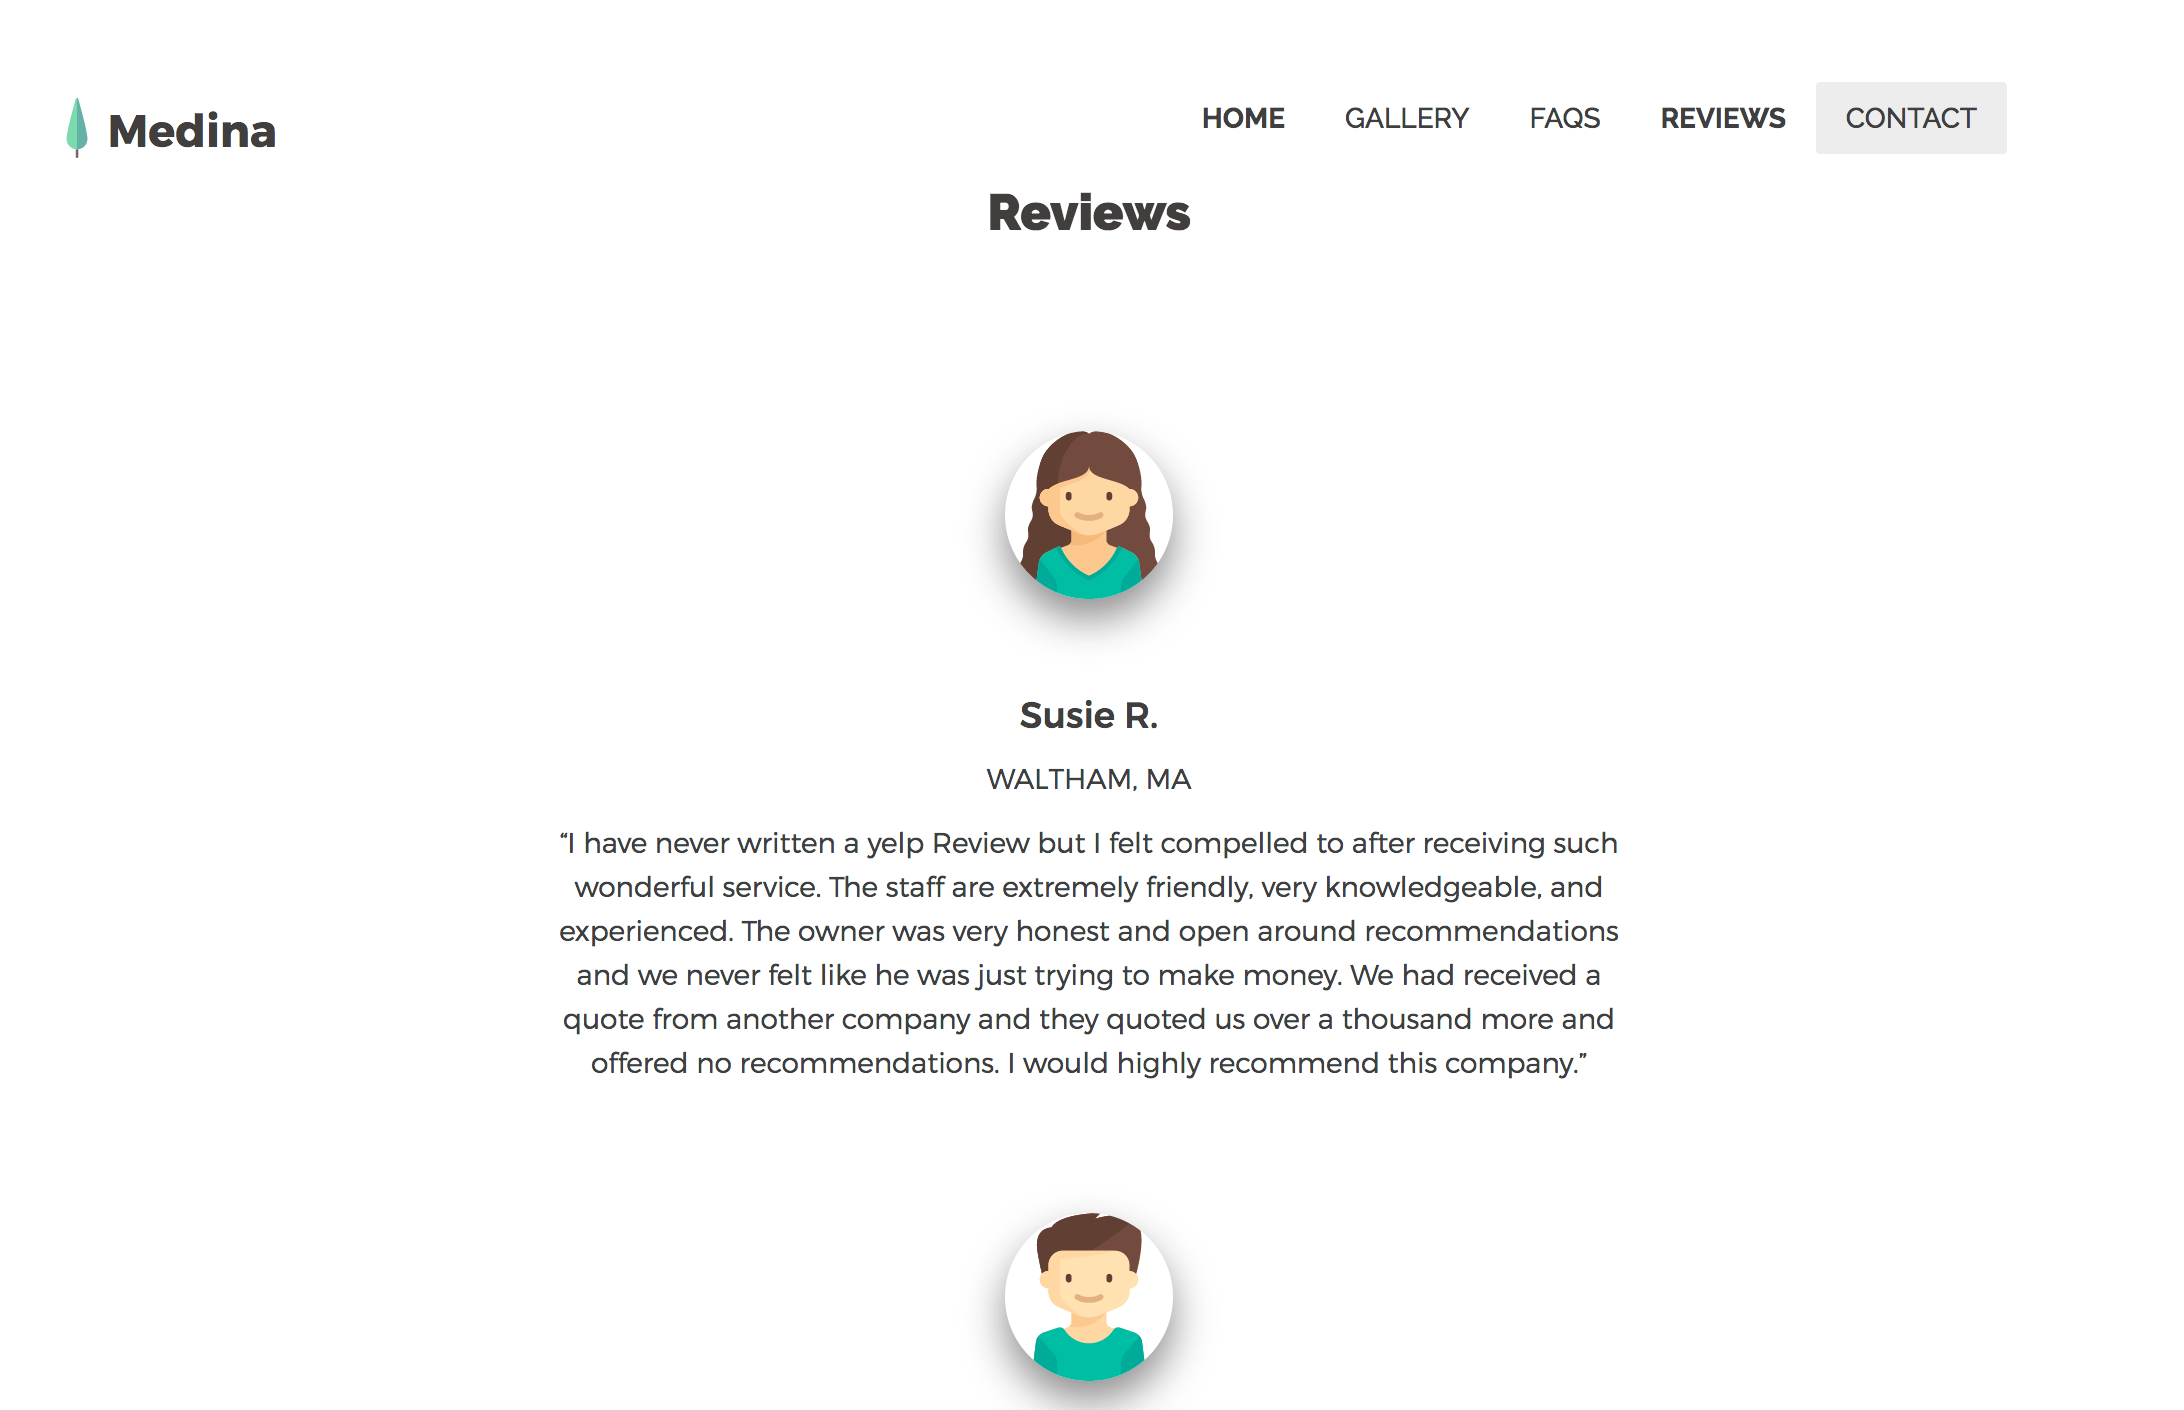 Medina
HOME GALLERY FAQS REVIEWS CONTACT
Reviews
Susie R.
WALTHAM, MA
“I have never written a yelp Review but I felt compelled to after receiving such
wonderful service. The staff are extremely friendly, very knowledgeable, and
experienced. The owner was very honest and open around recommendations
and we never felt like he was just trying to make money. We had received a
quote from another company and they quoted us over a thousand more and
offered no recommendations. I would highly recommend this company.”